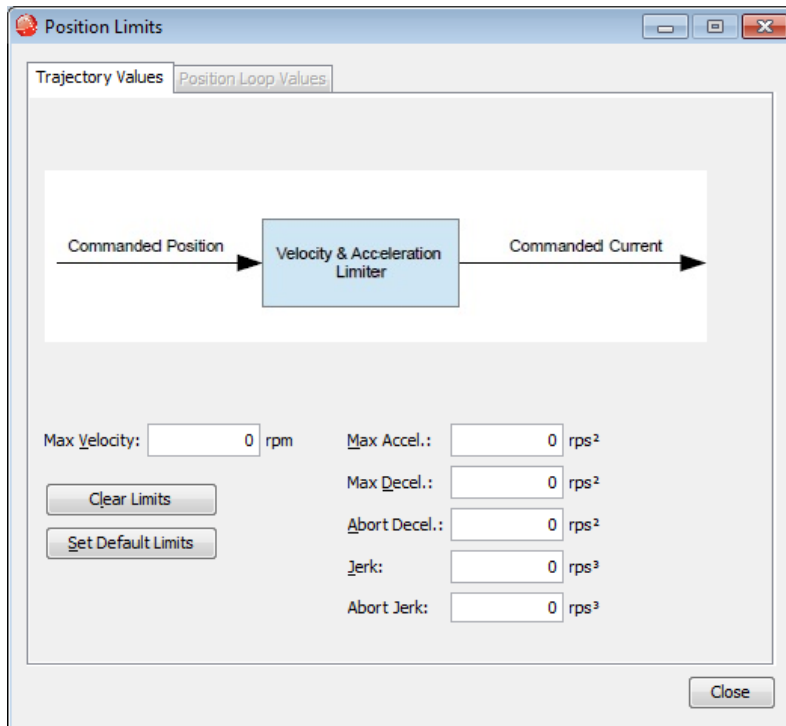 Position Limits
Trajectory Values Position Loop Values
Commanded Position
Velocity & Acceleration
Limiter
Commanded Current
Max Velocity: 0 rpm
Clear Limits
Set Default Limits
Max Accel.: 0 rps²
Max Decel.: 0 rps²
Abort Decel.: 0 rps²
Jerk: 0 rps³
Abort Jerk: 0 rps³
Close